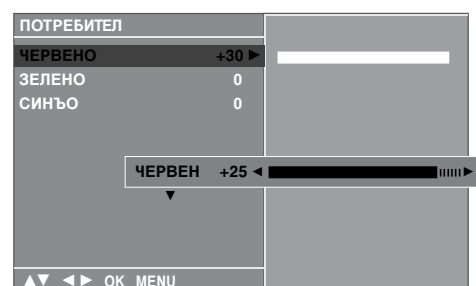 ПОТРЕБИТЕЛ
ЧЕРВЕНО +30 ►
ЗЕЛЕНО 0
СИНЪО 0
ЧЕРВЕН +25 ◄ ►
▼
▲▼ ◄► OK MENU